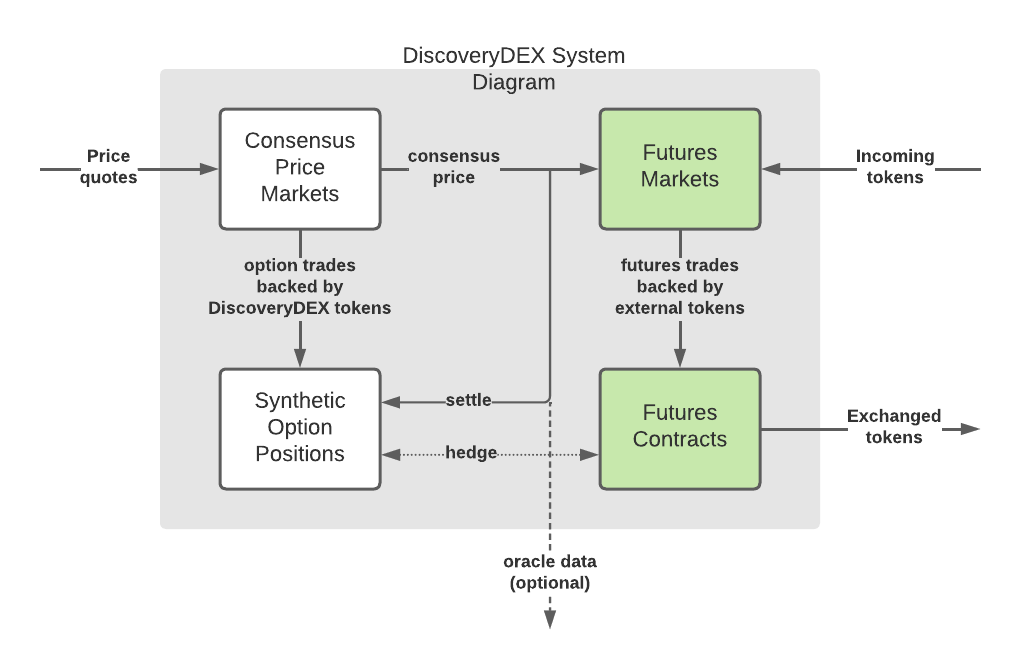 DiscoveryDEX System
Diagram
Price
quotes
Consensus
Price
Markets
consensus
price
Futures
Markets
Incoming
tokens
option trades
backed by
DiscoveryDEX tokens
futures trades
backed by
external tokens
Synthetic
Option
Positions
settle
hedge
Futures
Contracts
Exchanged
tokens
oracle data
(optional)